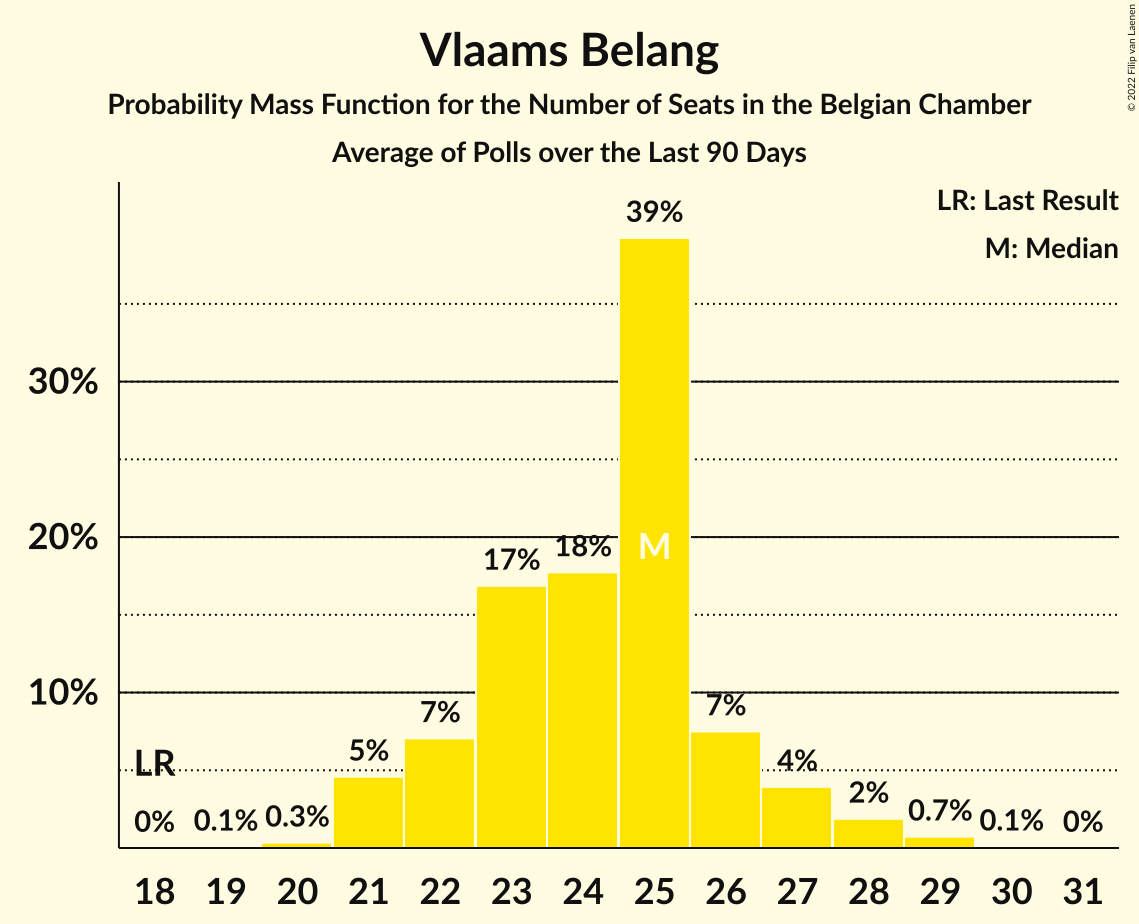 Vlaams Belang
Probability Mass Function for the Number of Seats in the Belgian Chamber
Average of Polls over the Last 90 Days
© 2022 Filip van Laenen
LR: Last Result
M: Median
39%
30%
20%
18%
17%
M
10%
7%
7%
5%
4%
LR
2%
0%
0.1%
0.3%
0.7%
0.1%
0%
18 19 20 21 22 23 24 25 26 27 28 29 30 31